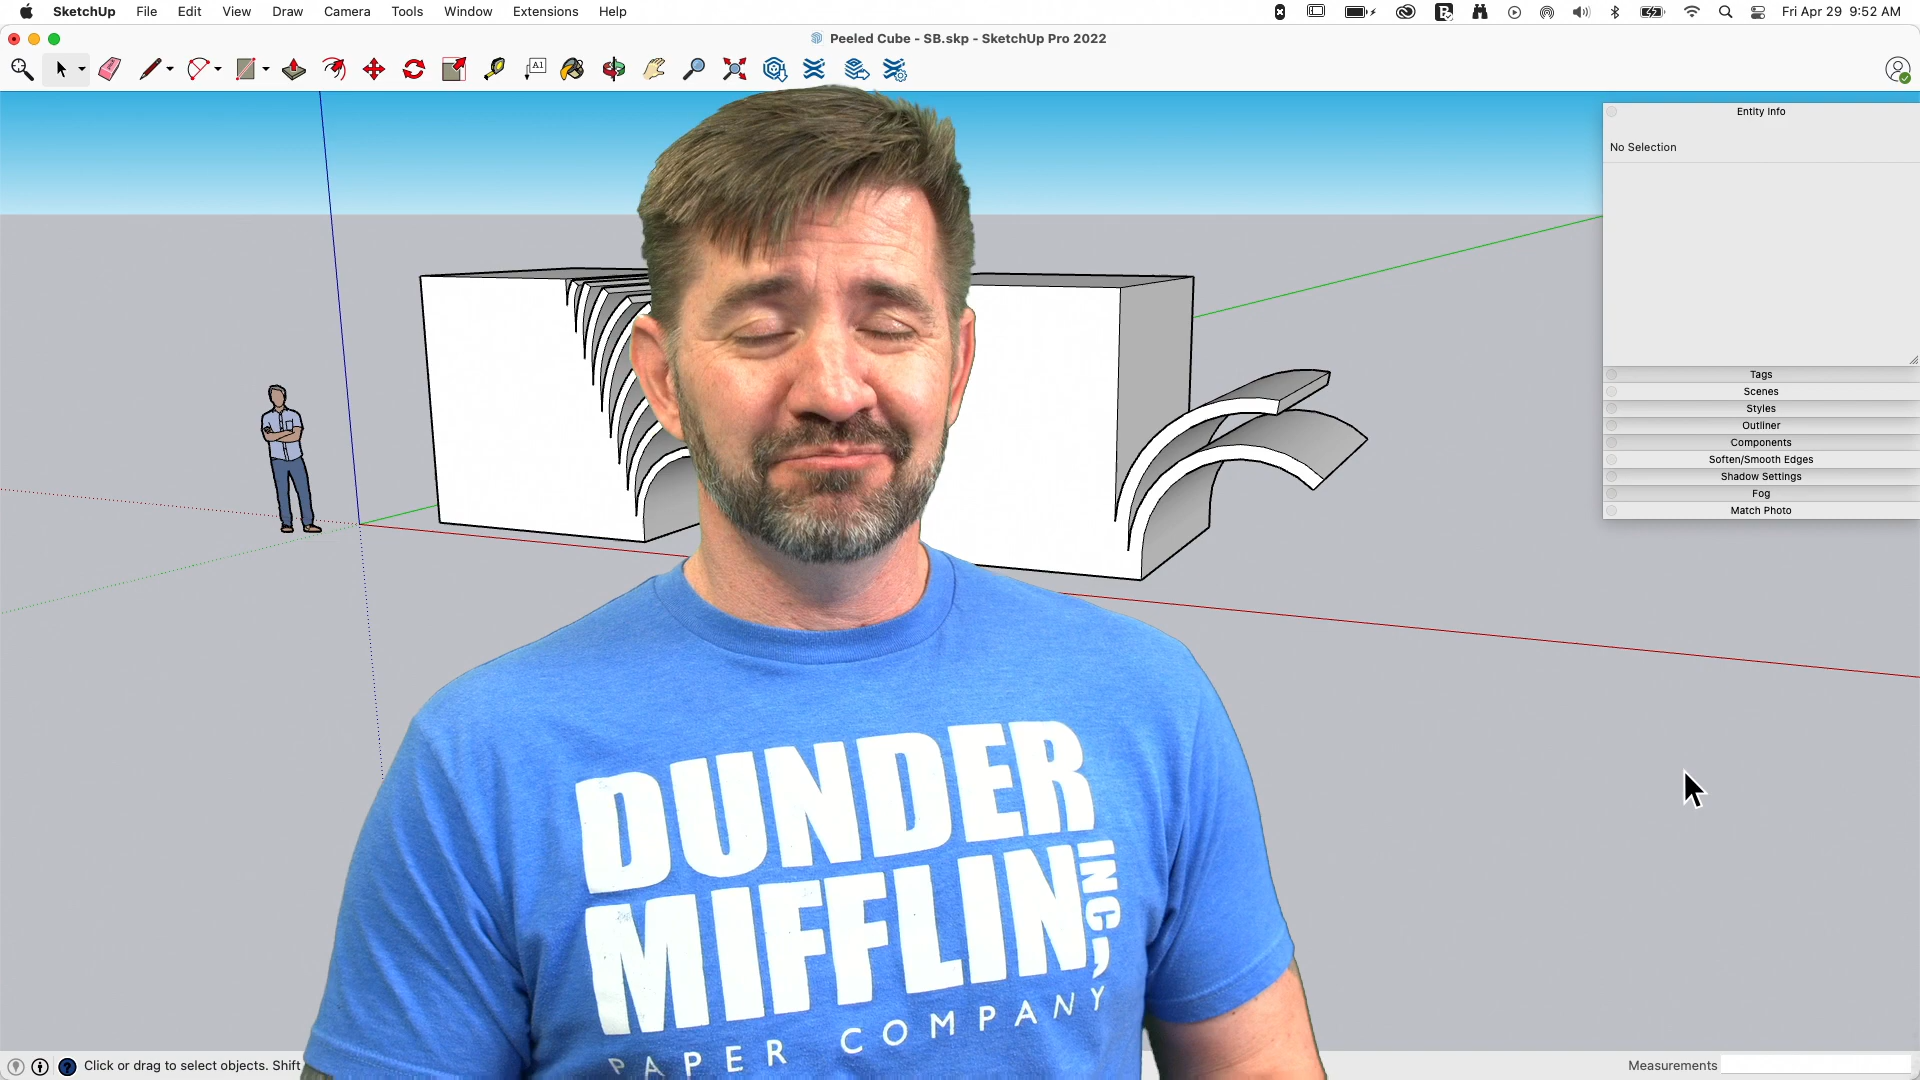 SketchUp File Edit View Draw Camera Tools Window Extensions Help Fri Apr 29 9:52 AM
Peeled Cube - SB.skp - SketchUp Pro 2022
A1
Entity Info
No Selection
Tags
Scenes
Styles
Outliner
Components
Soften/Smooth Edges
Shadow Settings
Fog
Match Photo
DUNDER
MIFFLIN,
INC
PAPER COMPANY
Click or drag to select objects. Shift
Measurements